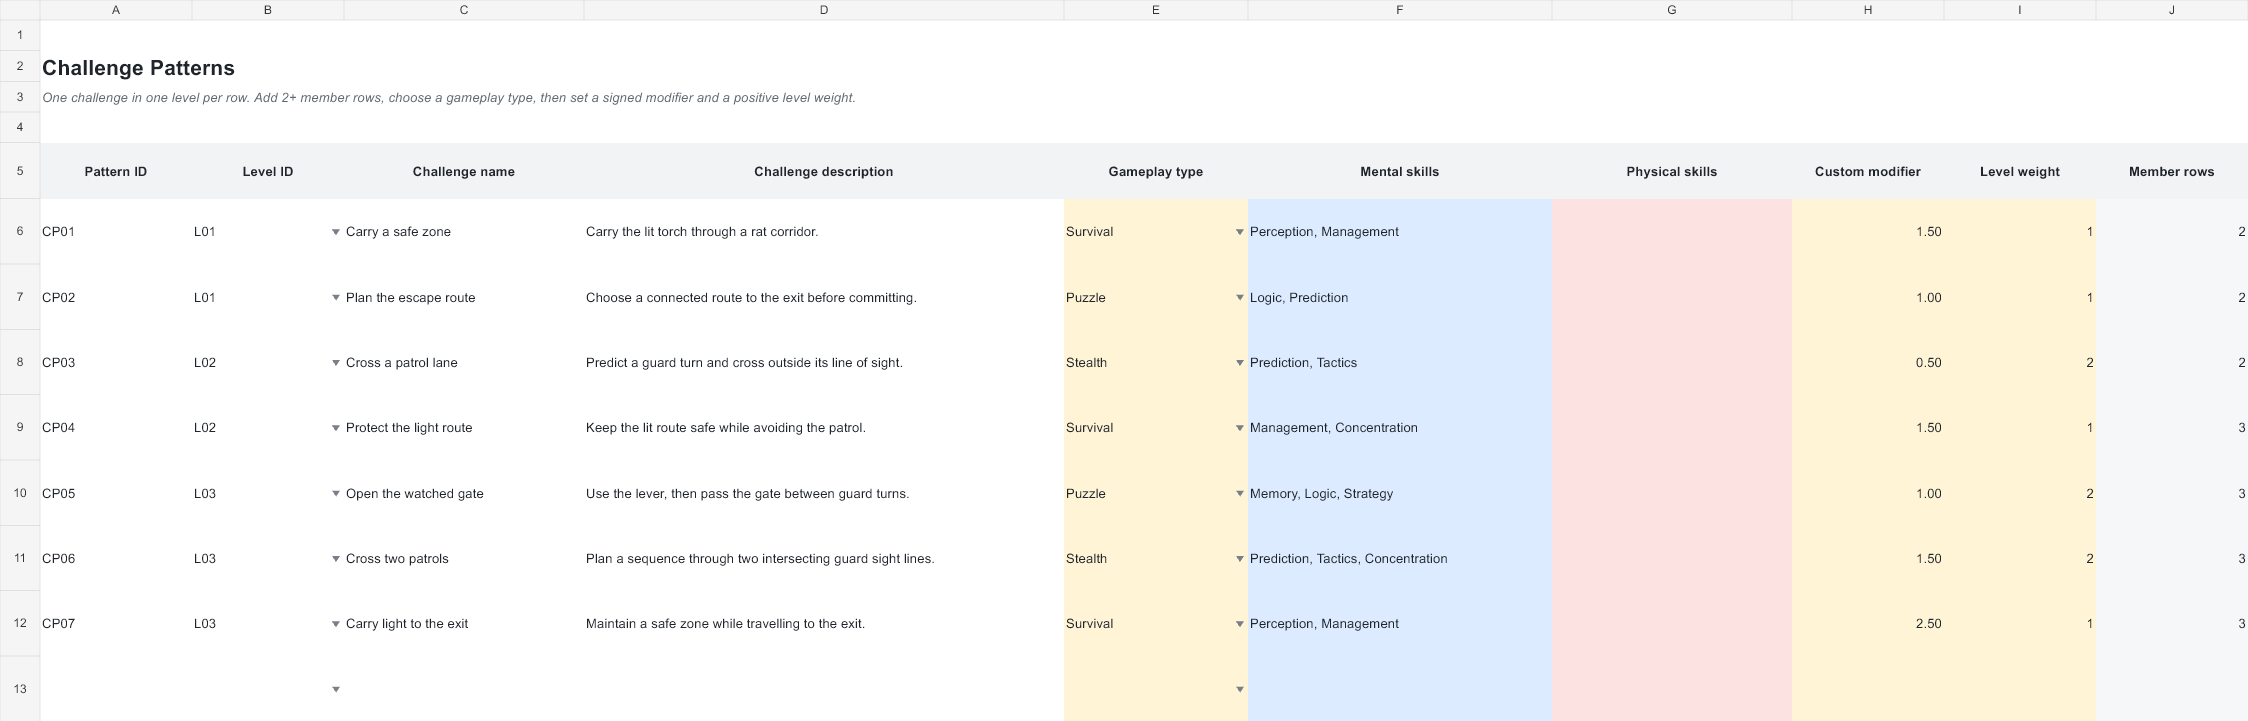 A B C D E F G H I J
1
2 Challenge Patterns
3 One challenge in one level per row. Add 2+ member rows, choose a gameplay type, then set a signed modifier and a positive level weight.
4
5 Pattern ID Level ID Challenge name Challenge description Gameplay type Mental skills Physical skills Custom modifier Level weight Member rows
6 CP01 L01 Carry a safe zone Carry the lit torch through a rat corridor. Survival Perception, Management 1.50 1 2
7 CP02 L01 Plan the escape route Choose a connected route to the exit before committing. Puzzle Logic, Prediction 1.00 1 2
8 CP03 L02 Cross a patrol lane Predict a guard turn and cross outside its line of sight. Stealth Prediction, Tactics 0.50 2 2
9 CP04 L02 Protect the light route Keep the lit route safe while avoiding the patrol. Survival Management, Concentration 1.50 1 3
10 CP05 L03 Open the watched gate Use the lever, then pass the gate between guard turns. Puzzle Memory, Logic, Strategy 1.00 2 3
11 CP06 L03 Cross two patrols Plan a sequence through two intersecting guard sight lines. Stealth Prediction, Tactics, Concentration 1.50 2 3
12 CP07 L03 Carry light to the exit Maintain a safe zone while travelling to the exit. Survival Perception, Management 2.50 1 3
13